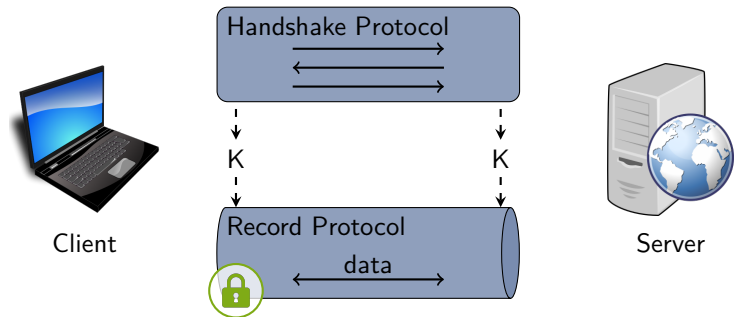 Handshake Protocol
K
K
Client
Server
Record Protocol
data